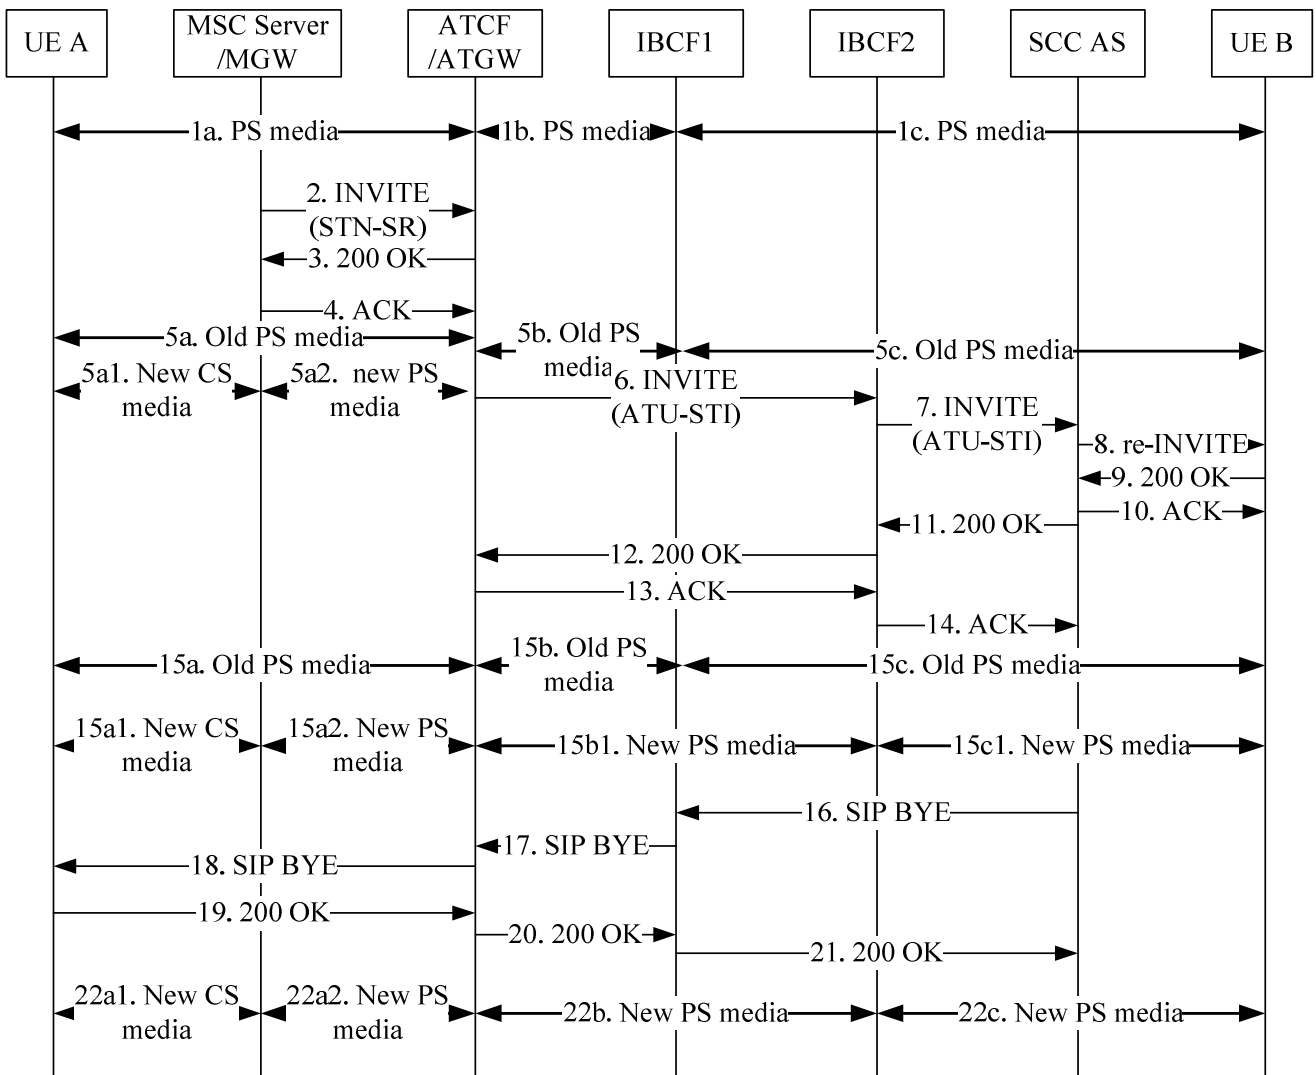 UE A
MSC Server
/MGW
ATCF
/ATGW
IBCF1
IBCF2
SCC AS
UE B
1a. PS media
1b. PS media
1c. PS media
2. INVITE
(STN-SR)
3. 200 OK
4. ACK
5a. Old PS media
5b. Old PS
media
5c. Old PS media
5a1. New CS
media
5a2. new PS
media
6. INVITE
(ATU-STI)
7. INVITE
(ATU-STI)
8. re-INVITE
9. 200 OK
10. ACK
11. 200 OK
12. 200 OK
13. ACK
14. ACK
15a. Old PS media
15b. Old PS
media
15c. Old PS media
15a1. New CS
media
15a2. New PS
media
15b1. New PS media
15c1. New PS media
16. SIP BYE
17. SIP BYE
18. SIP BYE
19. 200 OK
20. 200 OK
21. 200 OK
22a1. New CS
media
22a2. New PS
media
22b. New PS media
22c. New PS media